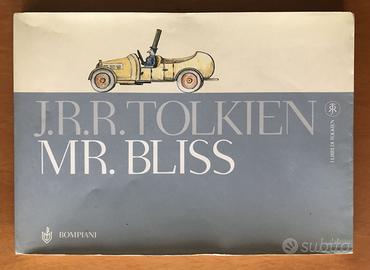 J.R.R. TOLKIEN
MR. BLISS
I LIBRI DI TOLKIEN
BOMPIANI
subito